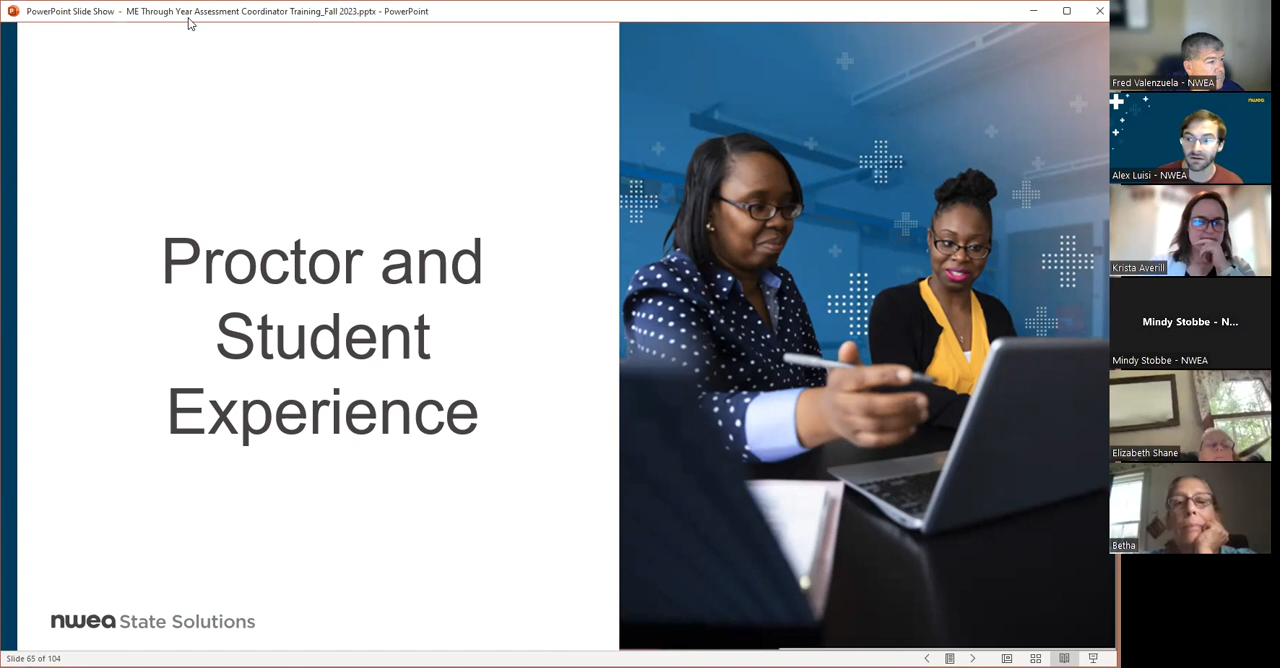 PowerPoint Slide Show - ME Through Year Assessment Coordinator Training_Fall 2023.pptx - PowerPoint
Proctor and
Student
Experience
nwea State Solutions
Slide 65 of 104
Fred Valenzuela - NWEA
nwea
Alex Luisi - NWEA
Krista Averill
Mindy Stobbe - N...
Mindy Stobbe - NWEA
Elizabeth Shane
Betha